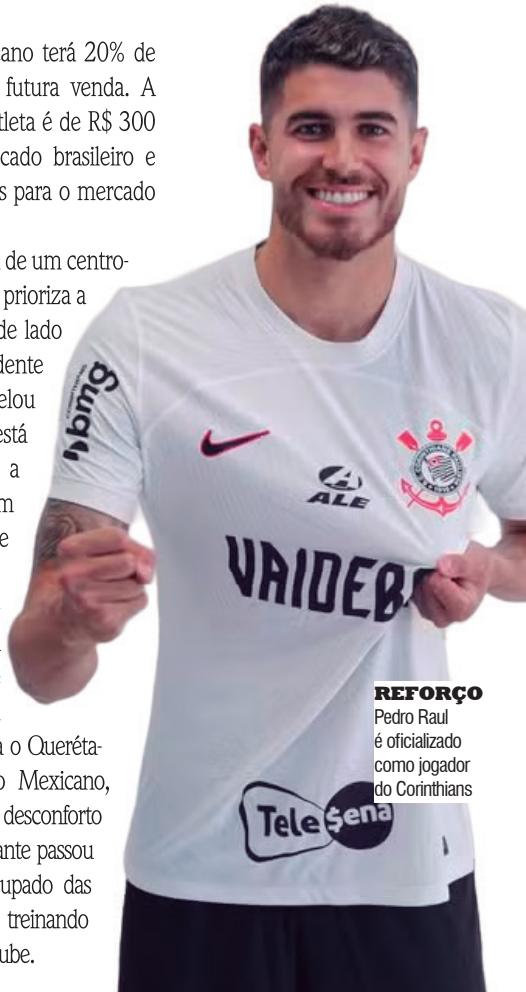 ano terá 20% de
futura venda. A
tleta é de R$ 300
cado brasileiro e
s para o mercado
de um centro-
prioriza a
de lado
dente
elou
está
a
m
e
a o Queréta-
o Mexicano,
desconforto
ante passou
upado das
treinando
ube.
bmg
ALE
VAIDEB
Tele $ena
REFORÇO
Pedro Raul
é oficializado
como jogador
do Corinthians